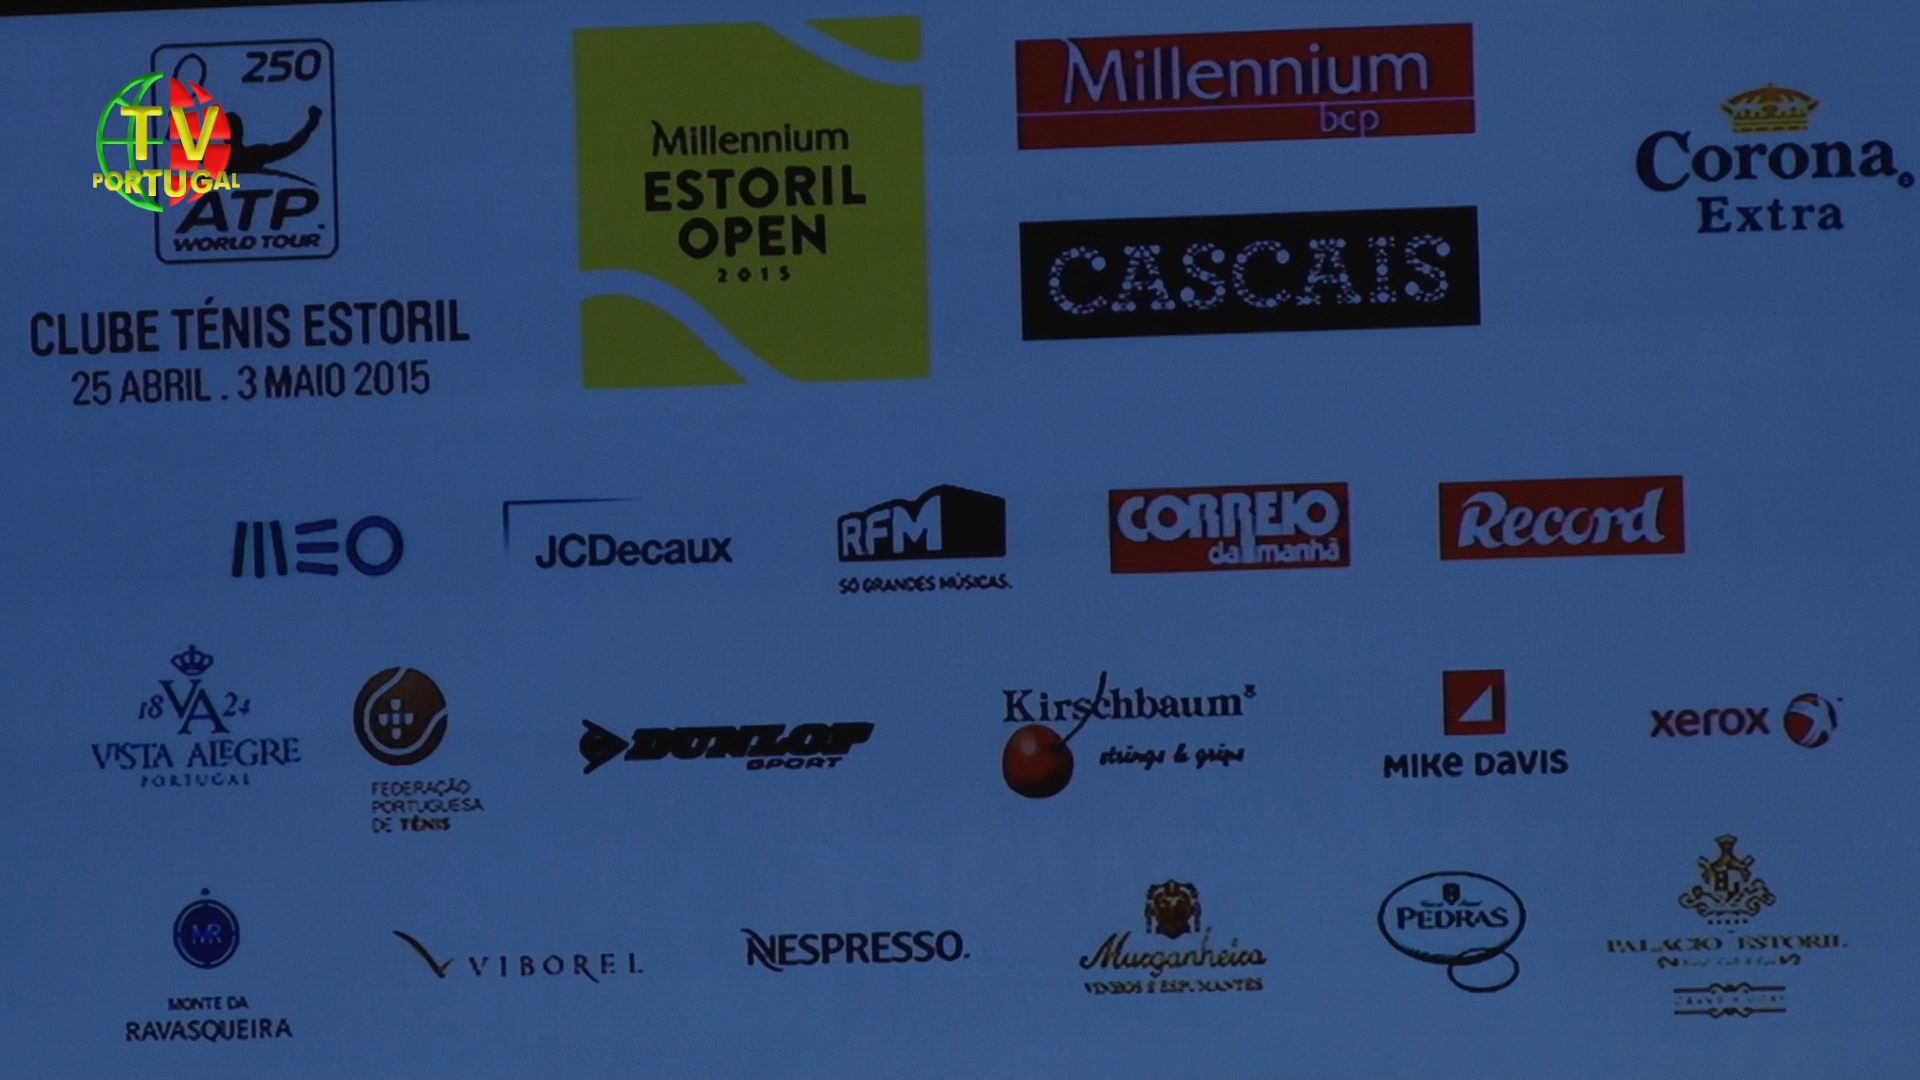 250
TV
PORTUGAL
ATP
WORLD TOUR
CLUBE TÉNIS ESTORIL
25 ABRIL . 3 MAIO 2015
Millennium
ESTORIL
OPEN
2015
Millennium
bcp
CASCAIS
Corona
Extra
MEO
JCDecaux
RFM
SÓ GRANDES MÚSICAS.
CORREIO
da manhã
Record
18 VA 24
VISTA ALEGRE
PORTUGAL
FEDERAÇÃO
PORTUGUESA
DE TÉNIS
DUNLOP
SPORT
Kirschbaum
strings & grips
MIKE DAVIS
xerox
MR
MONTE DA
RAVASQUEIRA
VIBOREL
NESPRESSO.
Murganheira
VINHOS E ESPUMANTES
PEDRAS
PALACIO ESTORIL